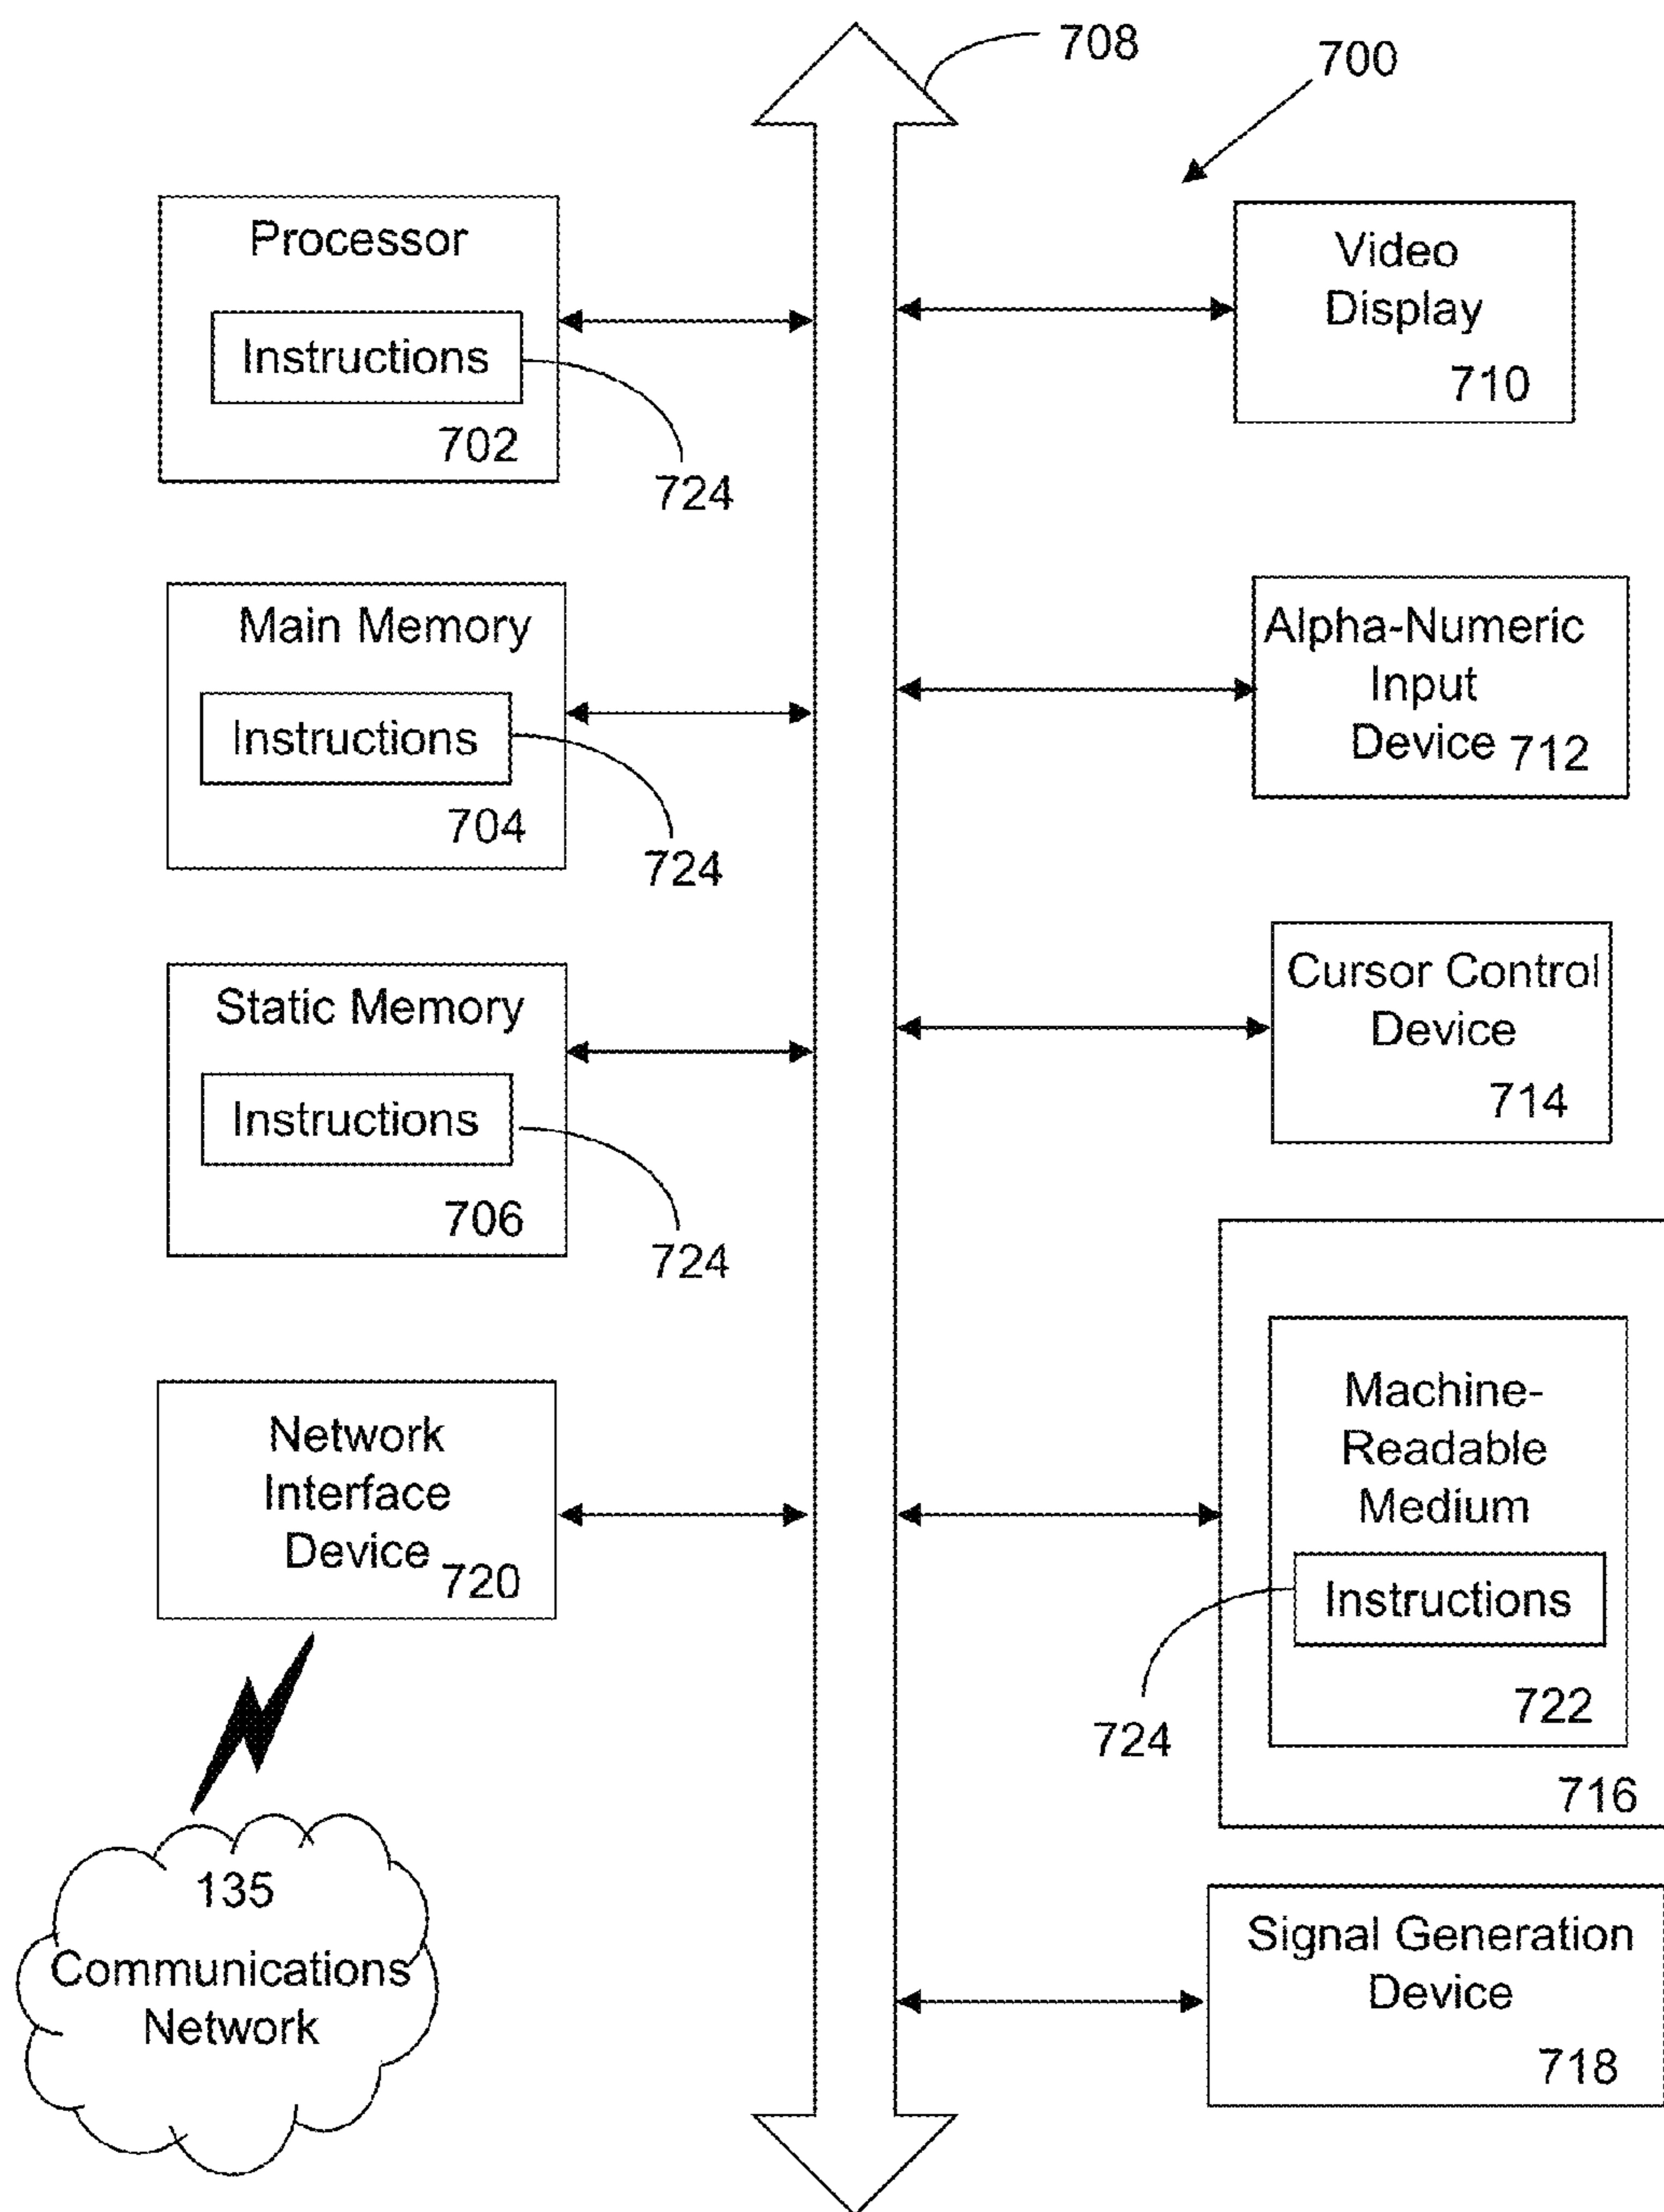 708
700
Processor
Instructions
702
724
Video
Display
710
Main Memory
Instructions
704
724
Alpha-Numeric
Input
Device 712
Static Memory
Instructions
706
724
Cursor Control
Device
714
Network
Interface
Device 720
Machine-
Readable
Medium
Instructions
722
724
716
135
Communications
Network
Signal Generation
Device
718